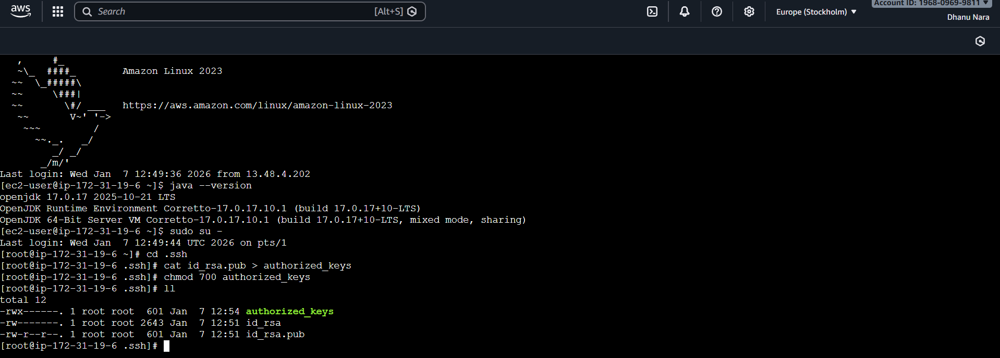 aws
Search [Alt+S]
Europe (Stockholm)
Account ID: 1968-0969-9811
Dhanu Nara
   ,     #_
   ~\_  ####_        Amazon Linux 2023
  ~~  \_#####\
  ~~     \###|
  ~~       \#/ ___   https://aws.amazon.com/linux/amazon-linux-2023
   ~~       V~' '->
    ~~~         /
      ~~._.   _/
         _/ _/
       _/m/'
Last login: Wed Jan  7 12:49:36 2026 from 13.48.4.202
[ec2-user@ip-172-31-19-6 ~]$ java --version
openjdk 17.0.17 2025-10-21 LTS
OpenJDK Runtime Environment Corretto-17.0.17.10.1 (build 17.0.17+10-LTS)
OpenJDK 64-Bit Server VM Corretto-17.0.17.10.1 (build 17.0.17+10-LTS, mixed mode, sharing)
[ec2-user@ip-172-31-19-6 ~]$ sudo su -
Last login: Wed Jan  7 12:49:44 UTC 2026 on pts/1
[root@ip-172-31-19-6 ~]# cd .ssh
[root@ip-172-31-19-6 .ssh]# cat id_rsa.pub > authorized_keys
[root@ip-172-31-19-6 .ssh]# chmod 700 authorized_keys
[root@ip-172-31-19-6 .ssh]# ll
total 12
-rwx------. 1 root root  601 Jan  7 12:54 authorized_keys
-rw-------. 1 root root 2643 Jan  7 12:51 id_rsa
-rw-r--r--. 1 root root  601 Jan  7 12:51 id_rsa.pub
[root@ip-172-31-19-6 .ssh]#